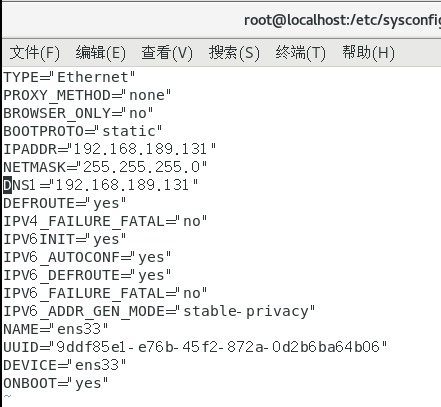 root@localhost:/etc/sysconfig
文件(F) 编辑(E) 查看(V) 搜索(S) 终端(T) 帮助(H)
TYPE="Ethernet"
PROXY_METHOD="none"
BROWSER_ONLY="no"
BOOTPROTO="static"
IPADDR="192.168.189.131"
NETMASK="255.255.255.0"
DNS1="192.168.189.131"
DEFROUTE="yes"
IPV4_FAILURE_FATAL="no"
IPV6INIT="yes"
IPV6_AUTOCONF="yes"
IPV6_DEFROUTE="yes"
IPV6_FAILURE_FATAL="no"
IPV6_ADDR_GEN_MODE="stable-privacy"
NAME="ens33"
UUID="9ddf85e1-e76b-45f2-872a-0d2b6ba64b06"
DEVICE="ens33"
ONBOOT="yes"
~